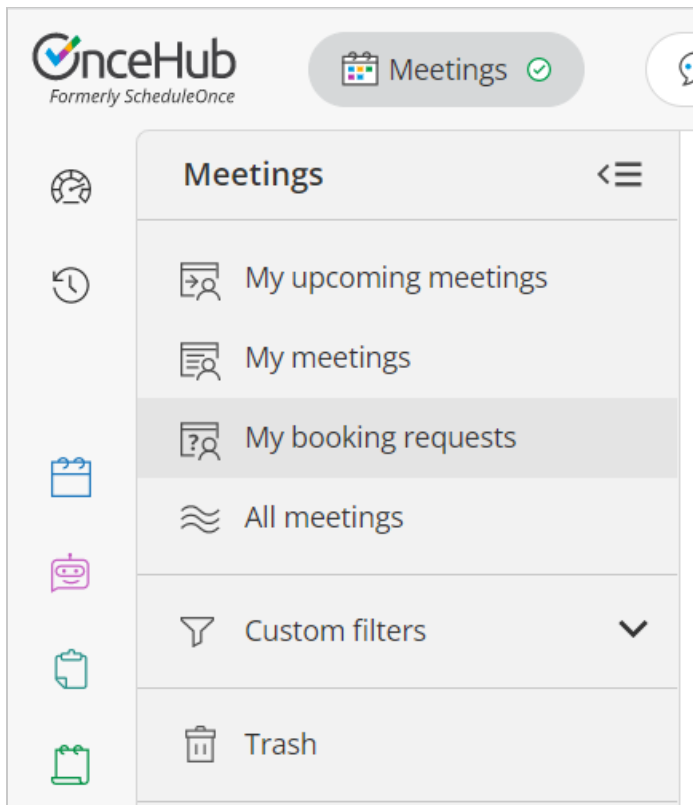 OnceHub
Formerly ScheduleOnce
Meetings
Meetings
My upcoming meetings
My meetings
My booking requests
All meetings
Custom filters
Trash